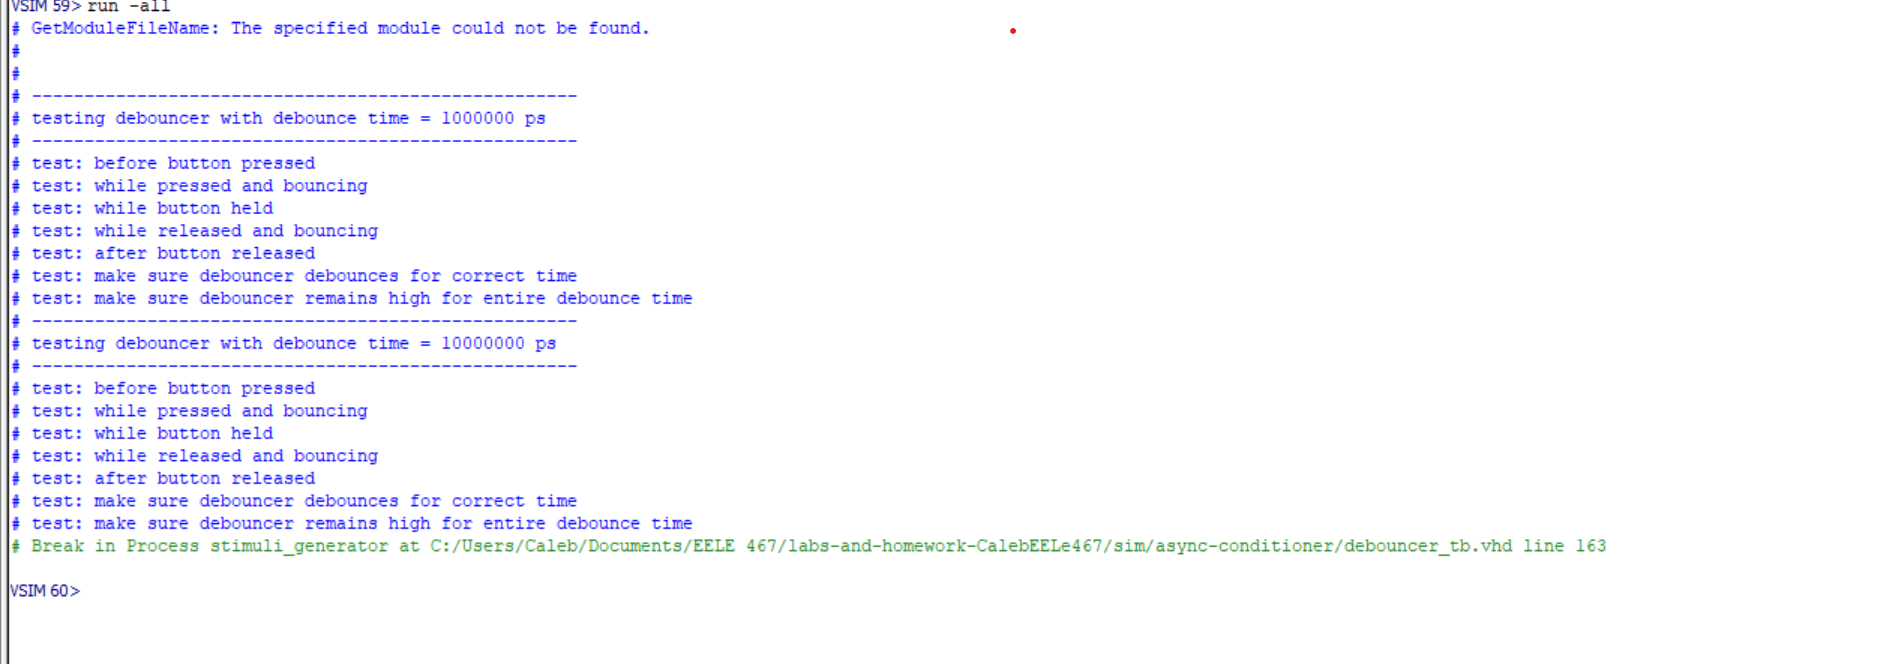 VSIM 59> run -all
# GetModuleFileName: The specified module could not be found.
#
#
# ----------------------------------------------------
# testing debouncer with debounce time = 1000000 ps
# ----------------------------------------------------
# test: before button pressed
# test: while pressed and bouncing
# test: while button held
# test: while released and bouncing
# test: after button released
# test: make sure debouncer debounces for correct time
# test: make sure debouncer remains high for entire debounce time
# ----------------------------------------------------
# testing debouncer with debounce time = 10000000 ps
# ----------------------------------------------------
# test: before button pressed
# test: while pressed and bouncing
# test: while button held
# test: while released and bouncing
# test: after button released
# test: make sure debouncer debounces for correct time
# test: make sure debouncer remains high for entire debounce time
# Break in Process stimuli_generator at C:/Users/Caleb/Documents/EELE 467/labs-and-homework-CalebEELe467/sim/async-conditioner/debouncer_tb.vhd line 163
VSIM 60>